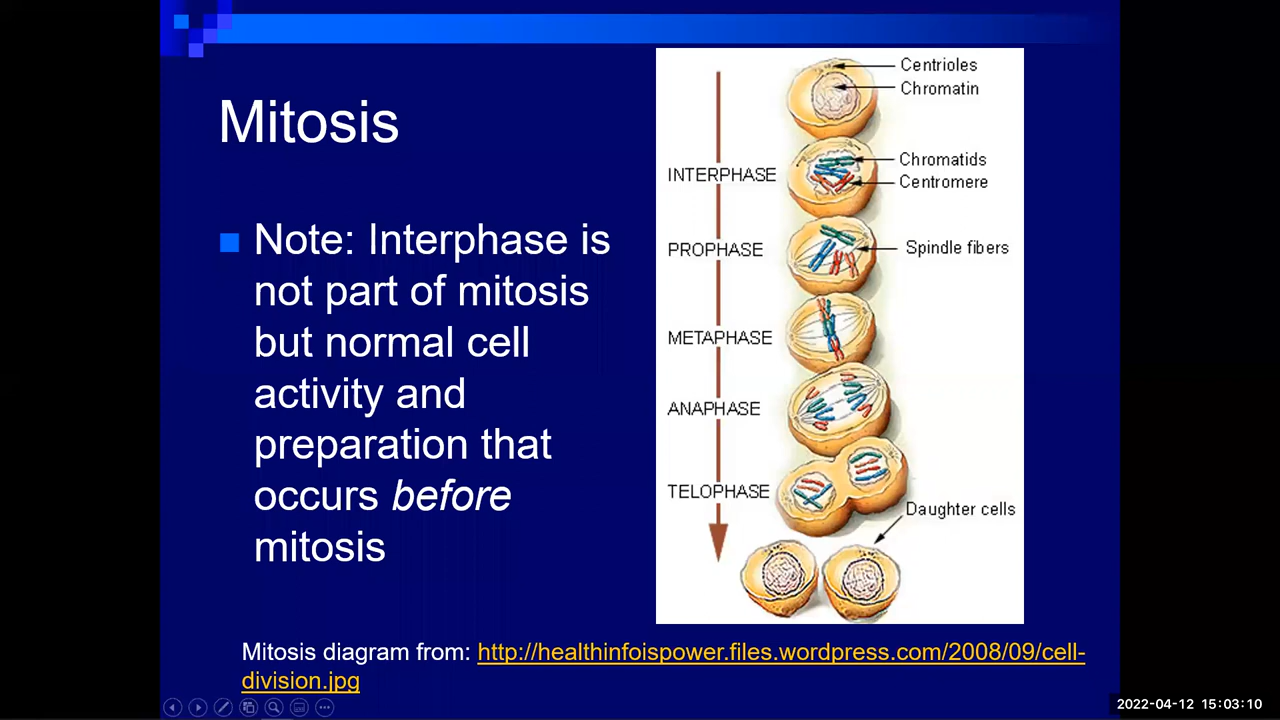 Mitosis
Note: Interphase is
not part of mitosis
but normal cell
activity and
preparation that
occurs before
mitosis
Centrioles
Chromatin
Chromatids
INTERPHASE
Centromere
PROPHASE
Spindle fibers
METAPHASE
ANAPHASE
TELOPHASE
Daughter cells
Mitosis diagram from: http://healthinfoispower.files.wordpress.com/2008/09/cell-
division.jpg
2022-04-12 15:03:10